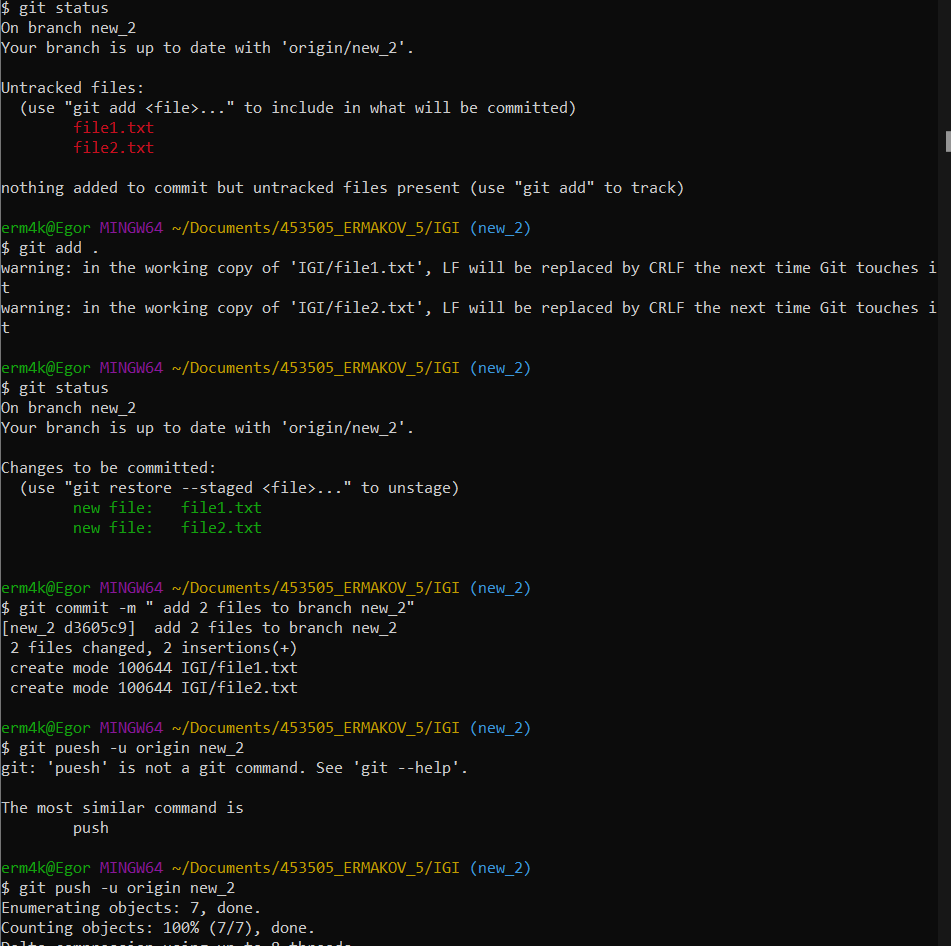 $ git status
On branch new_2
Your branch is up to date with 'origin/new_2'.
Untracked files:
  (use "git add <file>..." to include in what will be committed)
        file1.txt
        file2.txt
nothing added to commit but untracked files present (use "git add" to track)
erm4k@Egor MINGW64 ~/Documents/453505_ERMAKOV_5/IGI (new_2)
$ git add .
warning: in the working copy of 'IGI/file1.txt', LF will be replaced by CRLF the next time Git touches i
t
warning: in the working copy of 'IGI/file2.txt', LF will be replaced by CRLF the next time Git touches i
t
erm4k@Egor MINGW64 ~/Documents/453505_ERMAKOV_5/IGI (new_2)
$ git status
On branch new_2
Your branch is up to date with 'origin/new_2'.
Changes to be committed:
  (use "git restore --staged <file>..." to unstage)
        new file:   file1.txt
        new file:   file2.txt
erm4k@Egor MINGW64 ~/Documents/453505_ERMAKOV_5/IGI (new_2)
$ git commit -m " add 2 files to branch new_2"
[new_2 d3605c9]  add 2 files to branch new_2
 2 files changed, 2 insertions(+)
 create mode 100644 IGI/file1.txt
 create mode 100644 IGI/file2.txt
erm4k@Egor MINGW64 ~/Documents/453505_ERMAKOV_5/IGI (new_2)
$ git puesh -u origin new_2
git: 'puesh' is not a git command. See 'git --help'.
The most similar command is
        push
erm4k@Egor MINGW64 ~/Documents/453505_ERMAKOV_5/IGI (new_2)
$ git push -u origin new_2
Enumerating objects: 7, done.
Counting objects: 100% (7/7), done.
Delta compression using up to 8 threads